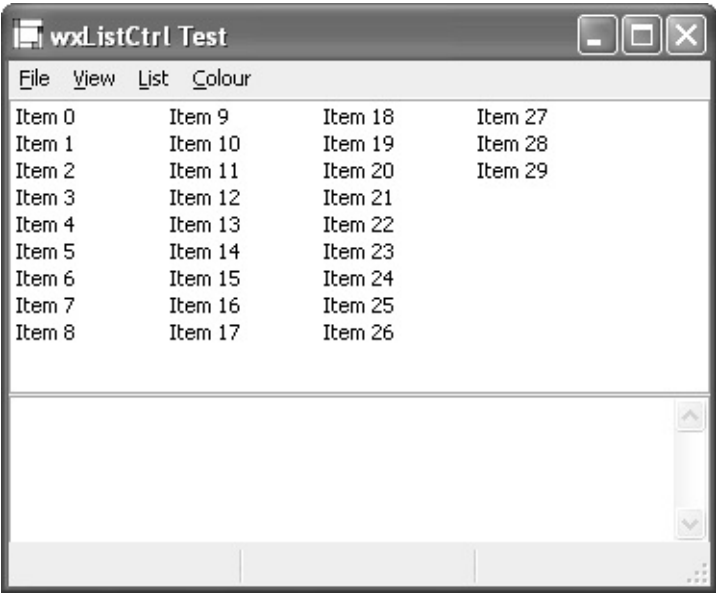 wxListCtrl Test
File View List Colour
Item 0 Item 9 Item 18 Item 27
Item 1 Item 10 Item 19 Item 28
Item 2 Item 11 Item 20 Item 29
Item 3 Item 12 Item 21
Item 4 Item 13 Item 22
Item 5 Item 14 Item 23
Item 6 Item 15 Item 24
Item 7 Item 16 Item 25
Item 8 Item 17 Item 26